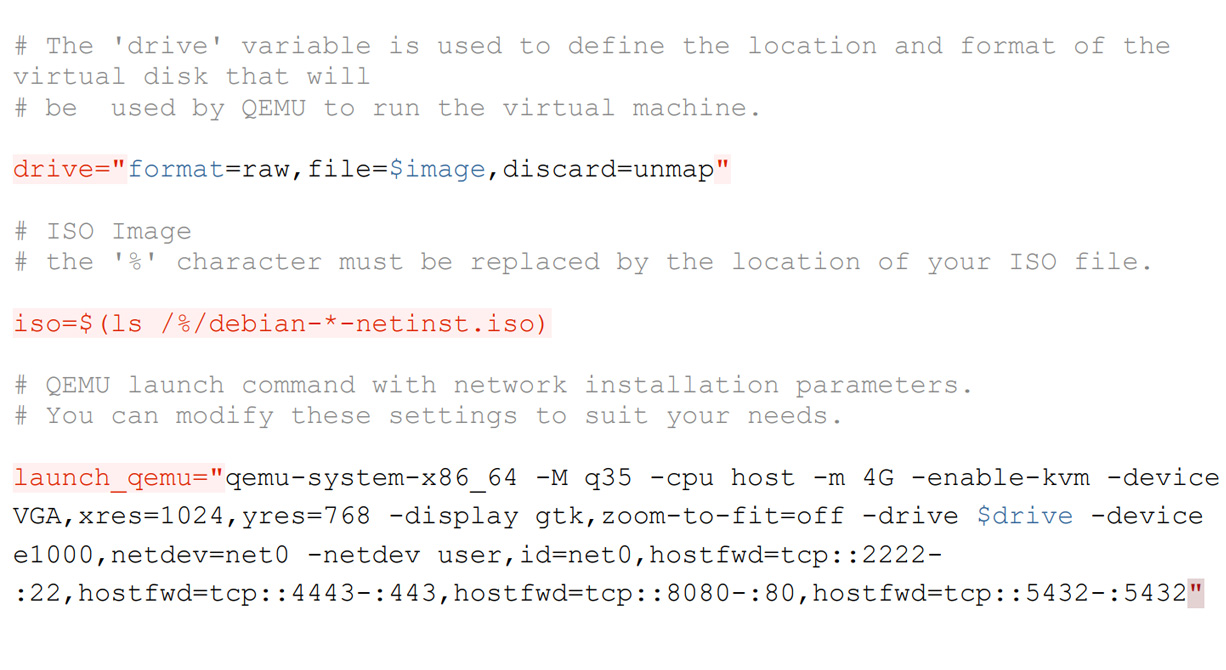 # The 'drive' variable is used to define the location and format of the
virtual disk that will
# be  used by QEMU to run the virtual machine.
drive="format=raw,file=$image,discard=unmap"
# ISO Image
# the '%' character must be replaced by the location of your ISO file.
iso=$(ls /%/debian-*-netinst.iso)
# QEMU launch command with network installation parameters.
# You can modify these settings to suit your needs.
launch_qemu="qemu-system-x86_64 -M q35 -cpu host -m 4G -enable-kvm -device
VGA,xres=1024,yres=768 -display gtk,zoom-to-fit=off -drive $drive -device
e1000,netdev=net0 -netdev user,id=net0,hostfwd=tcp::2222-
:22,hostfwd=tcp::4443-:443,hostfwd=tcp::8080-:80,hostfwd=tcp::5432-:5432"